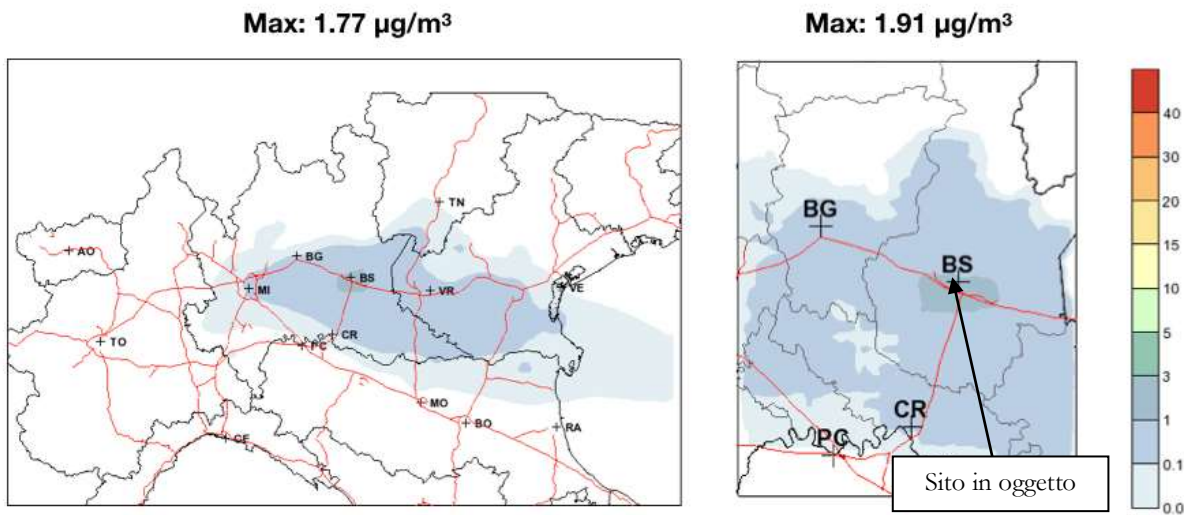 Max: 1.77 µg/m³
Max: 1.91 µg/m³
TN
AO
BG
BS
MI
VR
VE
CR
PC
TO
MO
BO
RA
GE
BG
BS
CR
PC
Sito in oggetto
40
30
20
15
10
5
3
1
0.1
0.0